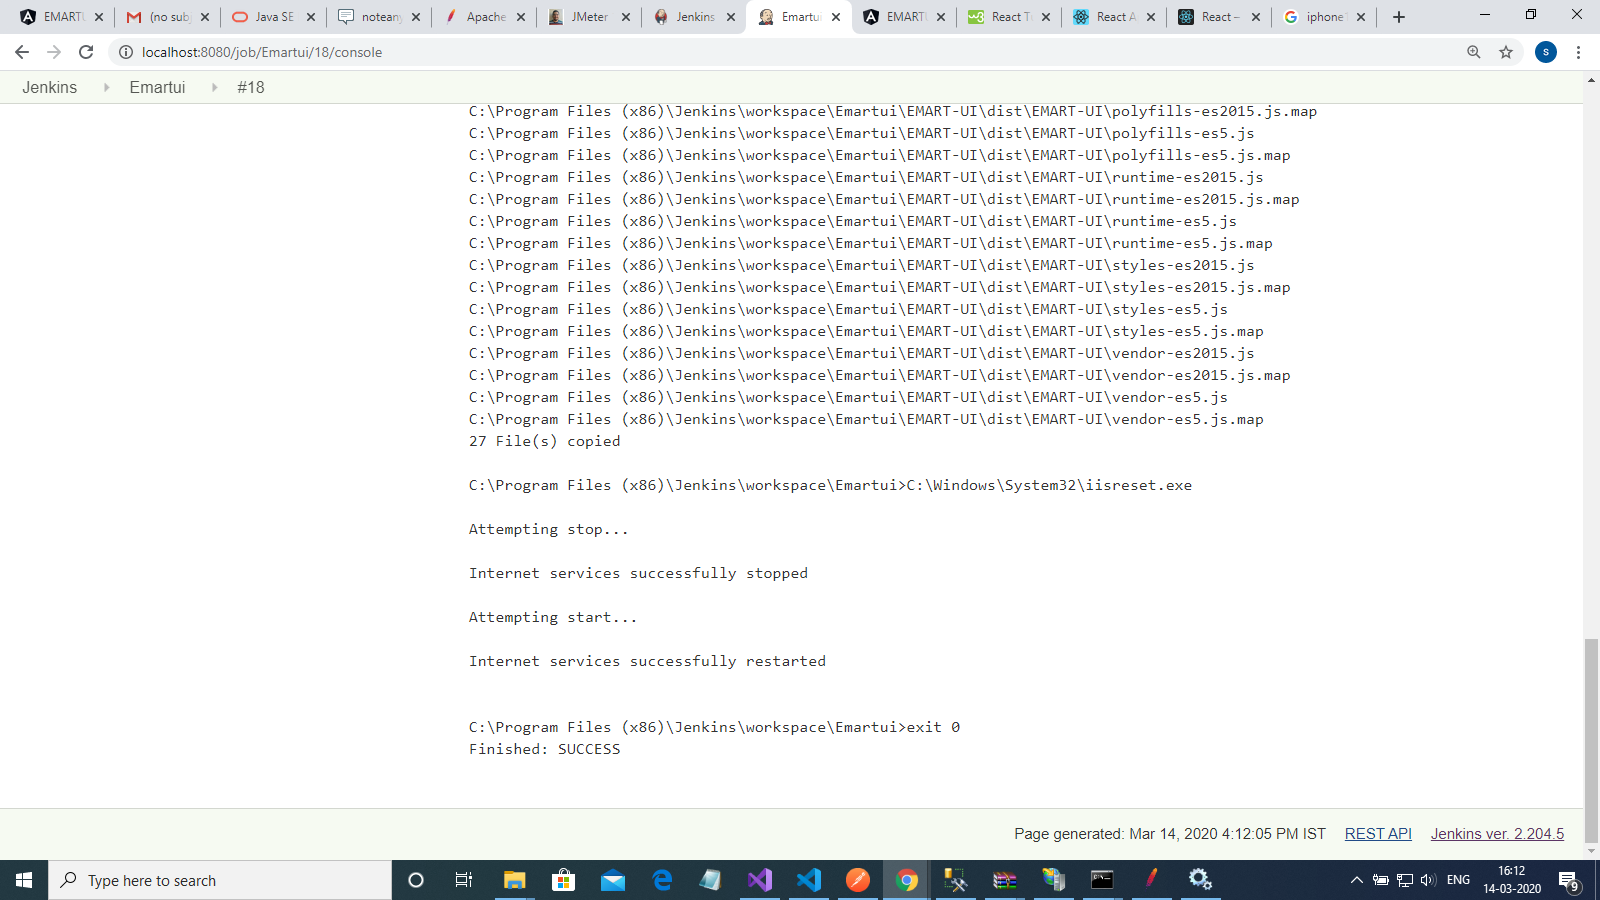 EMARTU
(no subj
Java SE
noteany
Apache
JMeter
Jenkins
Emartui
EMARTU
React Tu
React A
React –
iphone1
localhost:8080/job/Emartui/18/console
s
Jenkins
Emartui
#18
C:\Program Files (x86)\Jenkins\workspace\Emartui\EMART-UI\dist\EMART-UI\polyfills-es2015.js.map
C:\Program Files (x86)\Jenkins\workspace\Emartui\EMART-UI\dist\EMART-UI\polyfills-es5.js
C:\Program Files (x86)\Jenkins\workspace\Emartui\EMART-UI\dist\EMART-UI\polyfills-es5.js.map
C:\Program Files (x86)\Jenkins\workspace\Emartui\EMART-UI\dist\EMART-UI\runtime-es2015.js
C:\Program Files (x86)\Jenkins\workspace\Emartui\EMART-UI\dist\EMART-UI\runtime-es2015.js.map
C:\Program Files (x86)\Jenkins\workspace\Emartui\EMART-UI\dist\EMART-UI\runtime-es5.js
C:\Program Files (x86)\Jenkins\workspace\Emartui\EMART-UI\dist\EMART-UI\runtime-es5.js.map
C:\Program Files (x86)\Jenkins\workspace\Emartui\EMART-UI\dist\EMART-UI\styles-es2015.js
C:\Program Files (x86)\Jenkins\workspace\Emartui\EMART-UI\dist\EMART-UI\styles-es2015.js.map
C:\Program Files (x86)\Jenkins\workspace\Emartui\EMART-UI\dist\EMART-UI\styles-es5.js
C:\Program Files (x86)\Jenkins\workspace\Emartui\EMART-UI\dist\EMART-UI\styles-es5.js.map
C:\Program Files (x86)\Jenkins\workspace\Emartui\EMART-UI\dist\EMART-UI\vendor-es2015.js
C:\Program Files (x86)\Jenkins\workspace\Emartui\EMART-UI\dist\EMART-UI\vendor-es2015.js.map
C:\Program Files (x86)\Jenkins\workspace\Emartui\EMART-UI\dist\EMART-UI\vendor-es5.js
C:\Program Files (x86)\Jenkins\workspace\Emartui\EMART-UI\dist\EMART-UI\vendor-es5.js.map
27 File(s) copied
C:\Program Files (x86)\Jenkins\workspace\Emartui>C:\Windows\System32\iisreset.exe
Attempting stop...
Internet services successfully stopped
Attempting start...
Internet services successfully restarted
C:\Program Files (x86)\Jenkins\workspace\Emartui>exit 0
Finished: SUCCESS
Page generated: Mar 14, 2020 4:12:05 PM IST
REST API
Jenkins ver. 2.204.5
Type here to search
ENG
16:12
14-03-2020
9